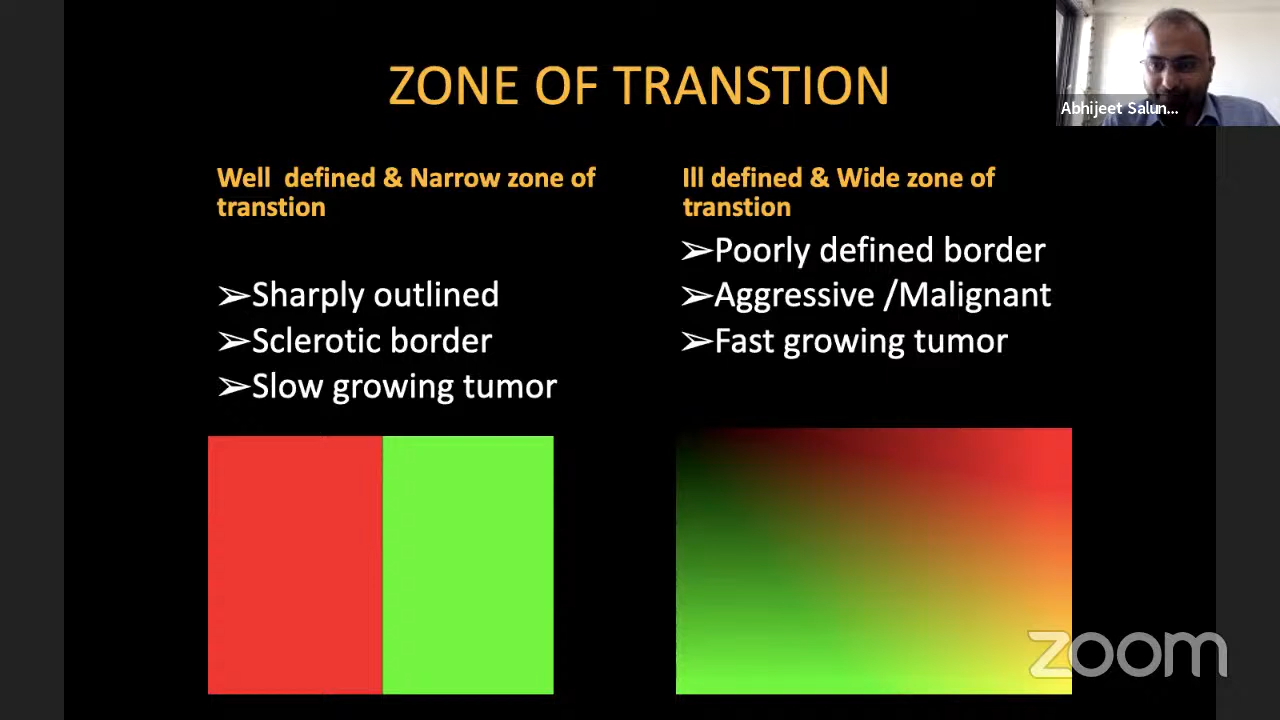 ZONE OF TRANSTION
Abhijeet Salun...
Well defined & Narrow zone of
transtion
➢Sharply outlined
➢Sclerotic border
➢Slow growing tumor
Ill defined & Wide zone of
transtion
➢Poorly defined border
➢Aggressive /Malignant
➢Fast growing tumor
zoom